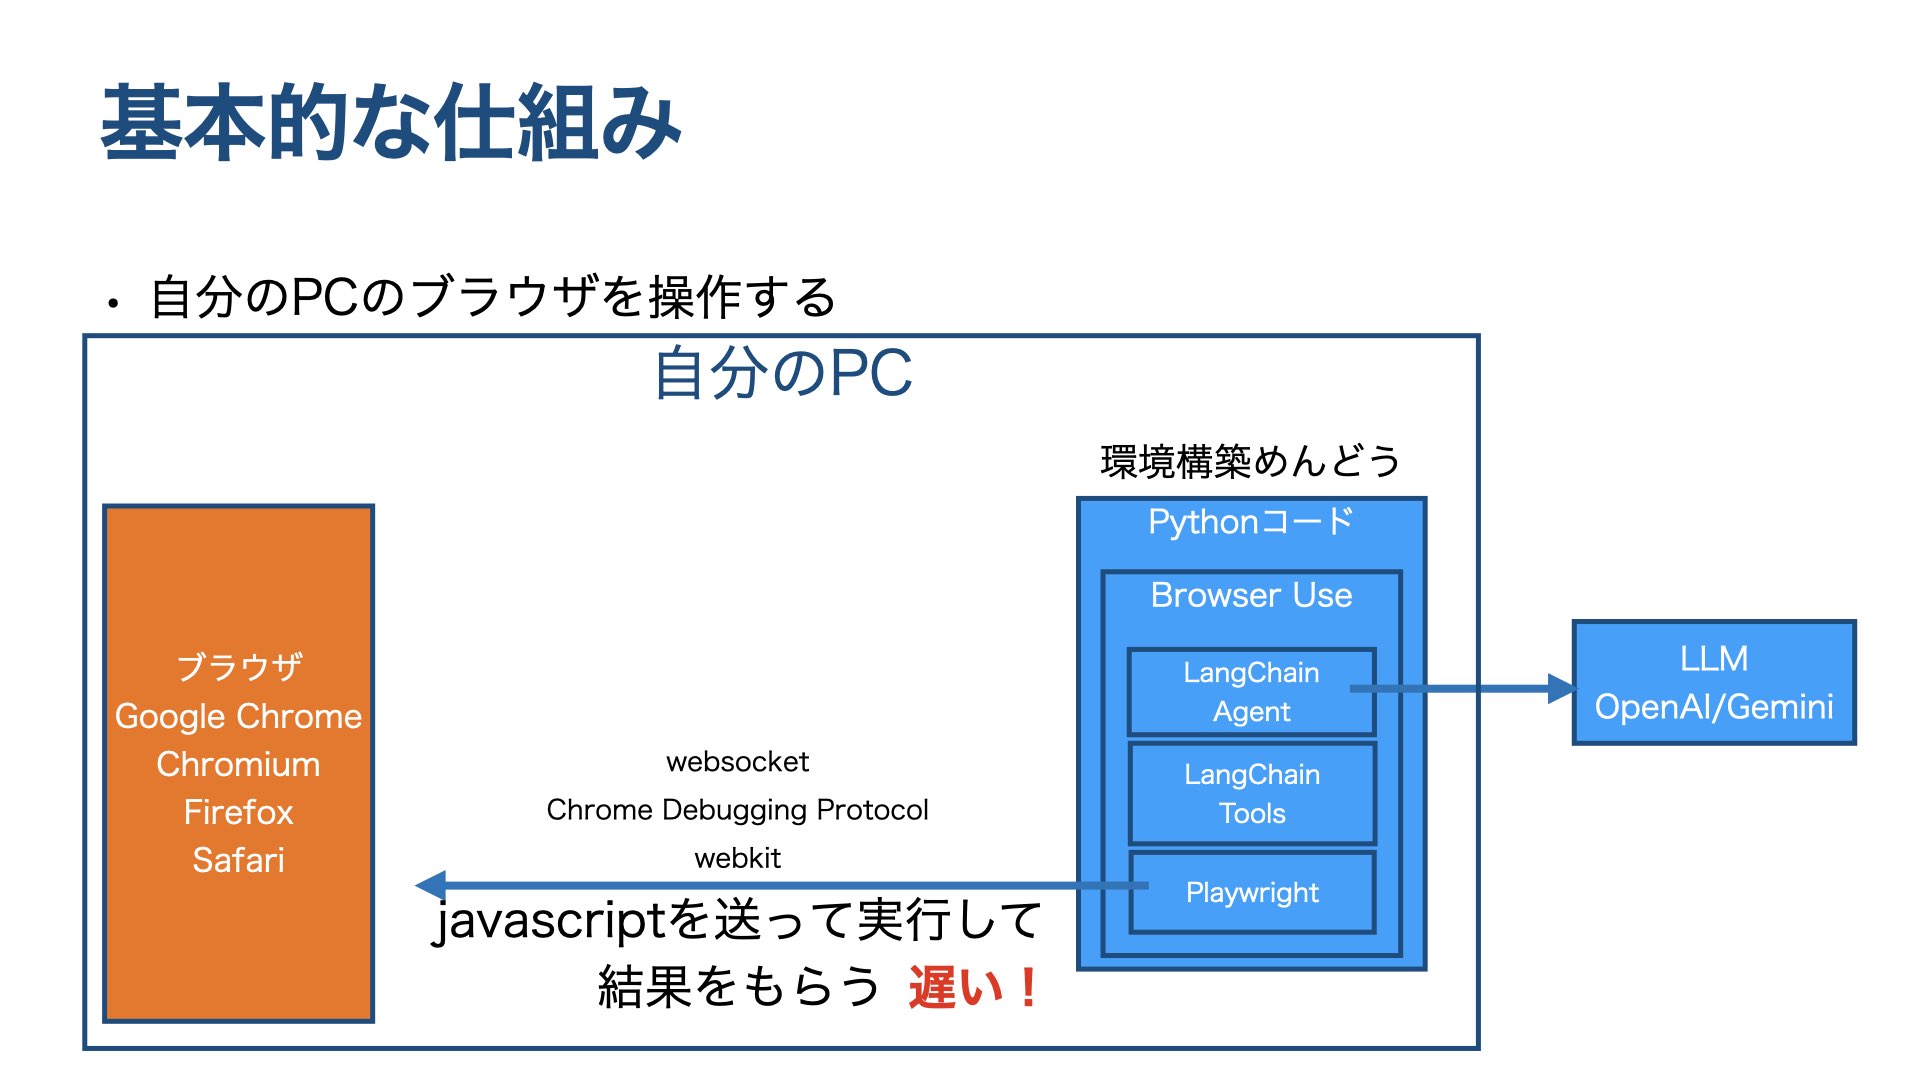 基本的な仕組み
• 自分のPCのブラウザを操作する
自分のPC
環境構築めんどう
Pythonコード
Browser Use
LangChain
Agent
LangChain
Tools
Playwright
LLM
OpenAI/Gemini
ブラウザ
Google Chrome
Chromium
Firefox
Safari
websocket
Chrome Debugging Protocol
webkit
javascriptを送って実行して
結果をもらう 遅い！